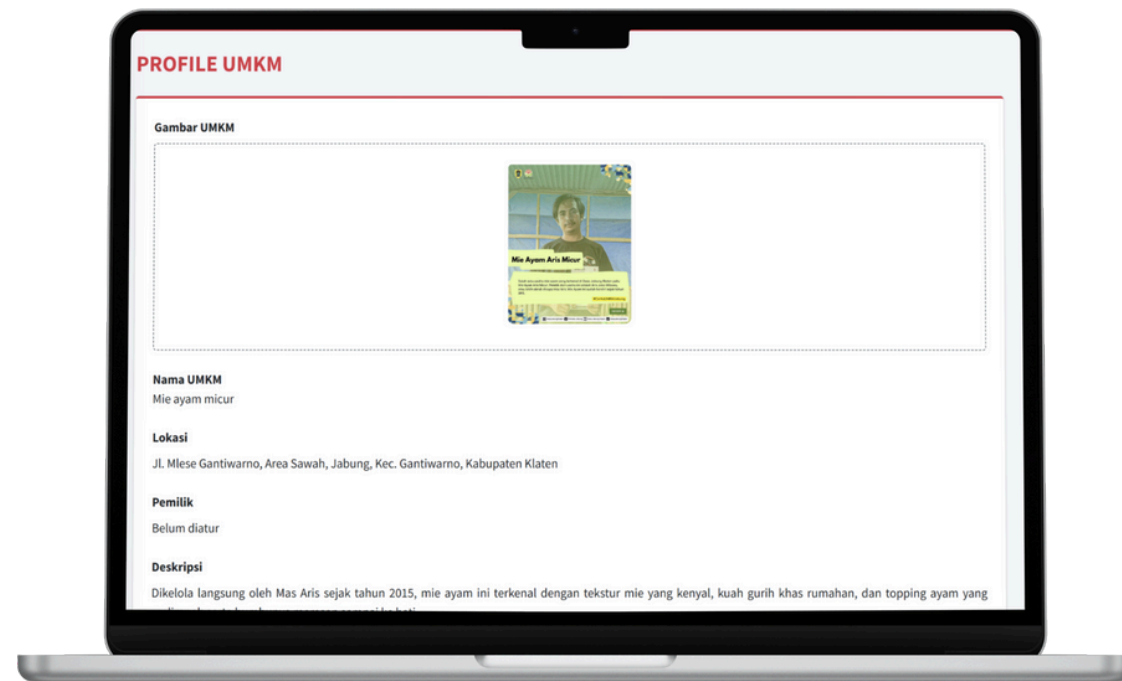 PROFILE UMKM
Gambar UMKM
Mie Ayam Aris Micur
Nama UMKM
Mie ayam micur
Lokasi
Jl. Mlese Gantiwarno, Area Sawah, Jabung, Kec. Gantiwarno, Kabupaten Klaten
Pemilik
Belum diatur
Deskripsi
Dikelola langsung oleh Mas Aris sejak tahun 2015, mie ayam ini terkenal dengan tekstur mie yang kenyal, kuah gurih khas rumahan, dan topping ayam yang